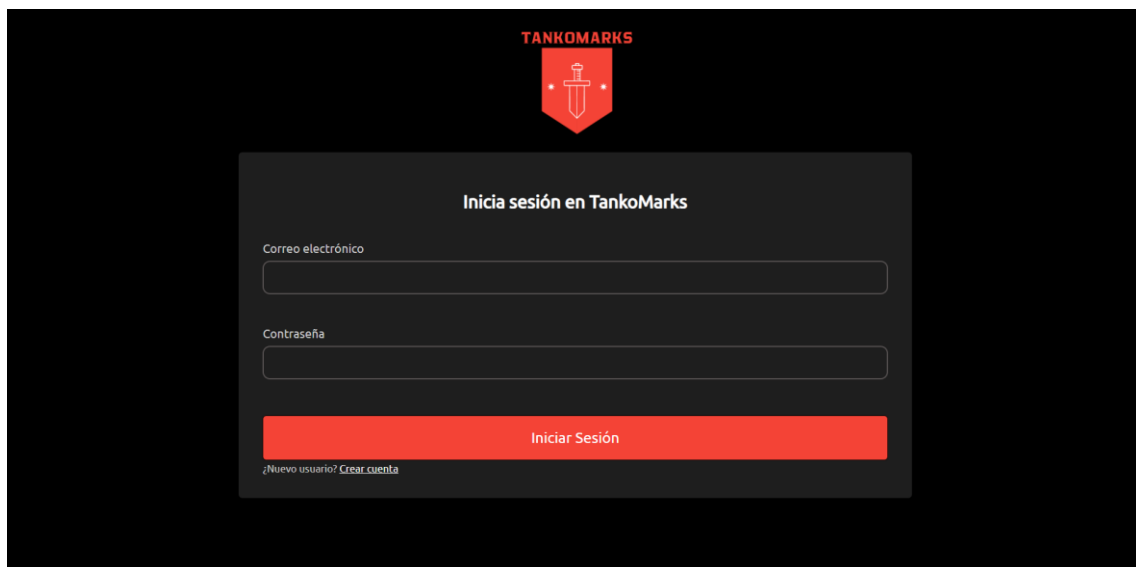 TANKOMARKS
Inicia sesión en TankoMarks
Correo electrónico
Contraseña
Iniciar Sesión
¿Nuevo usuario? Crear cuenta